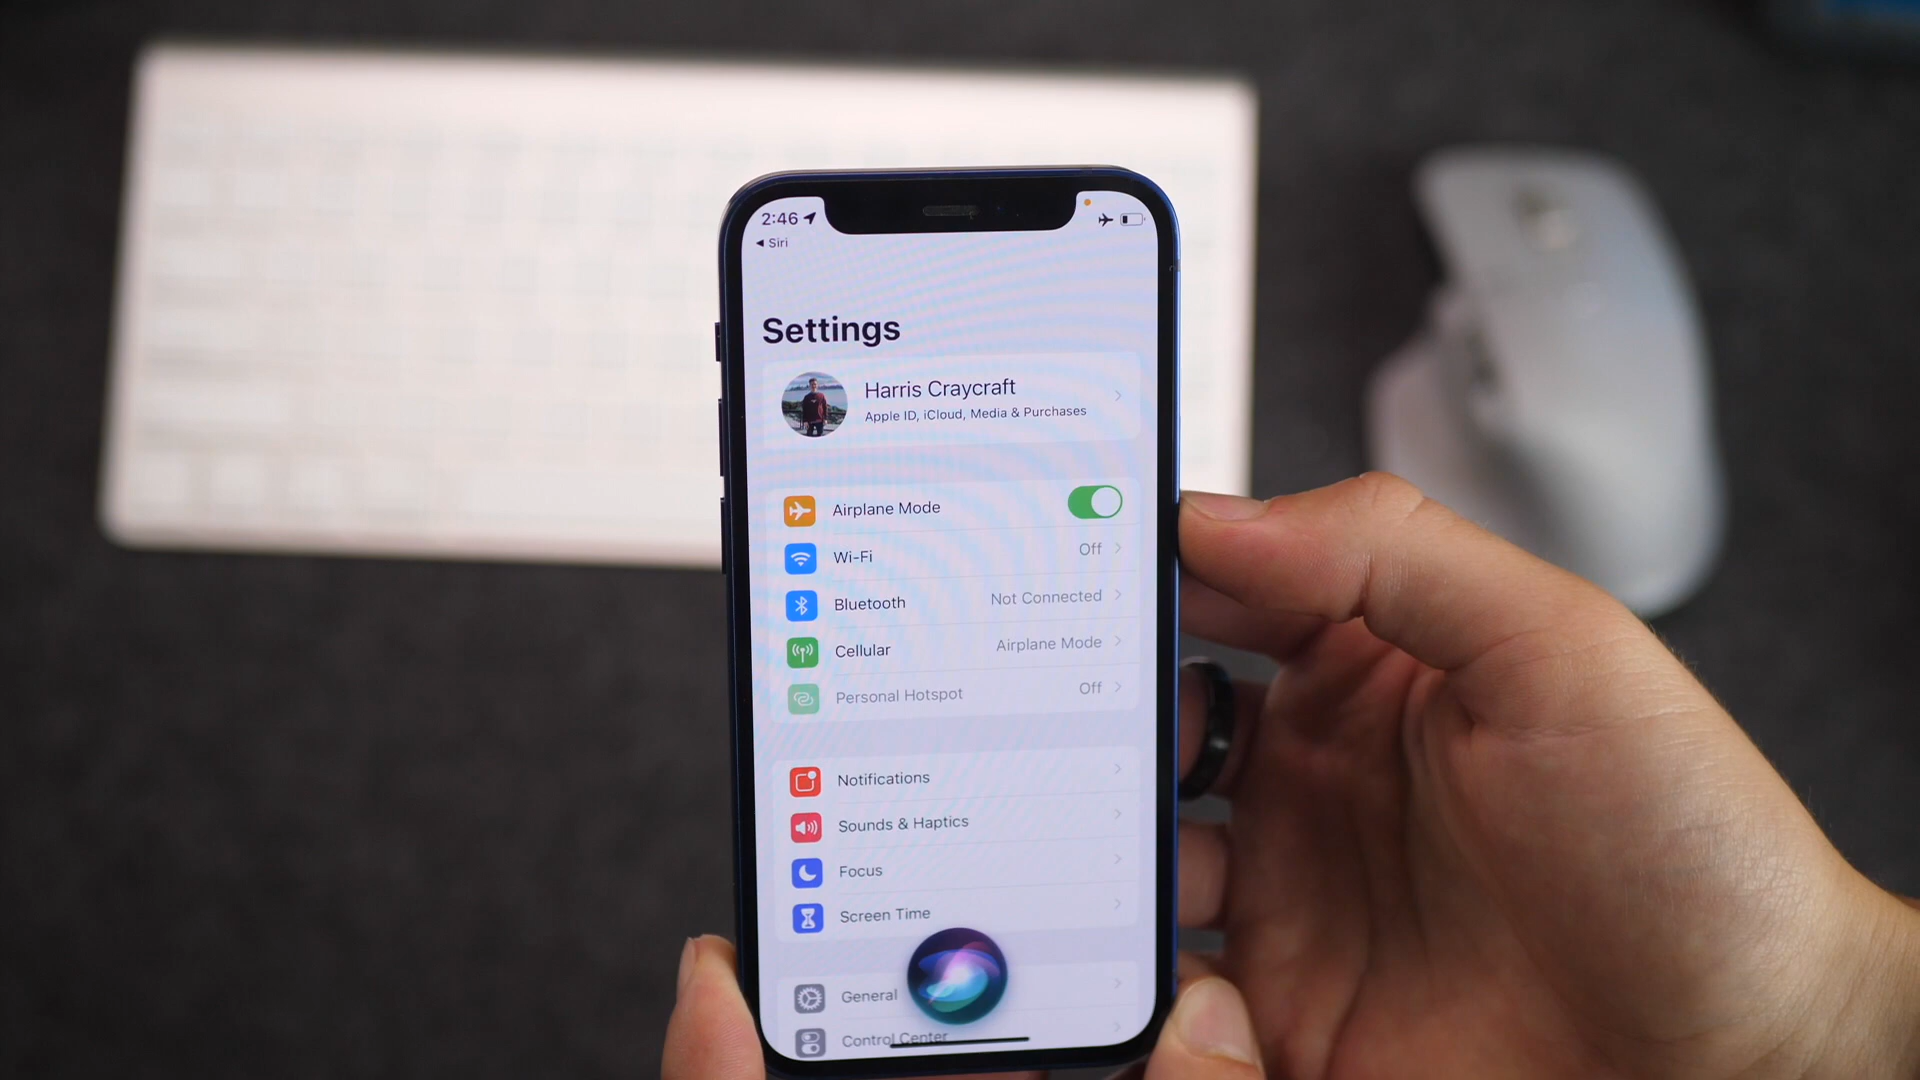 2:46
◀ Siri
Settings
Harris Craycraft
Apple ID, iCloud, Media & Purchases
Airplane Mode
Wi-Fi Off
Bluetooth Not Connected
Cellular Airplane Mode
Personal Hotspot Off
Notifications
Sounds & Haptics
Focus
Screen Time
General
Control Center